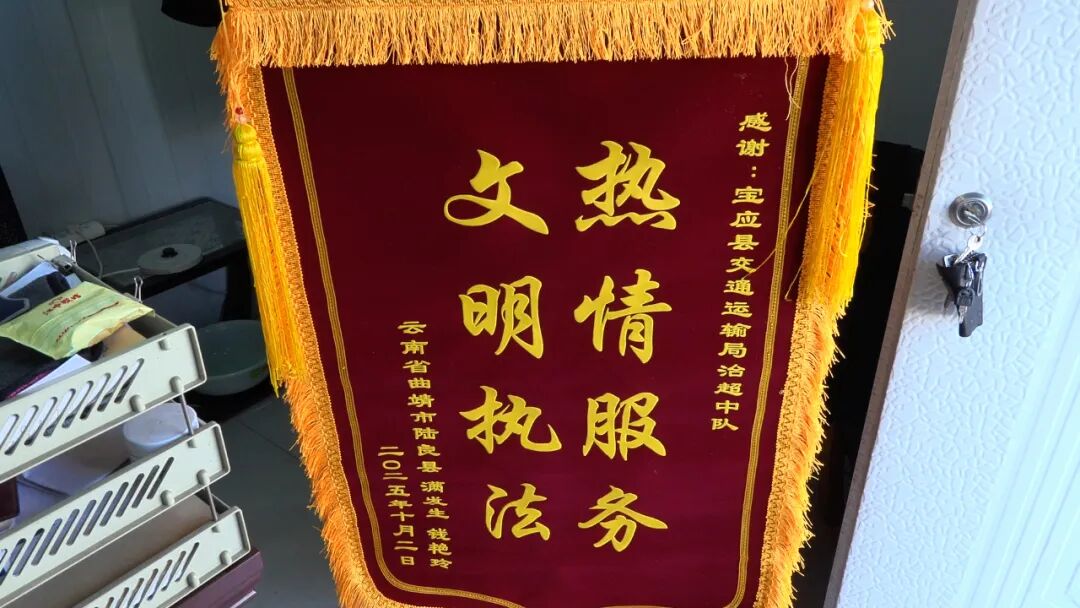 感谢：宝应县交通运输局治超中队
热情服务
文明执法
云南省曲靖市陆良县 满发生 钱艳玲
二〇二五年十月二日